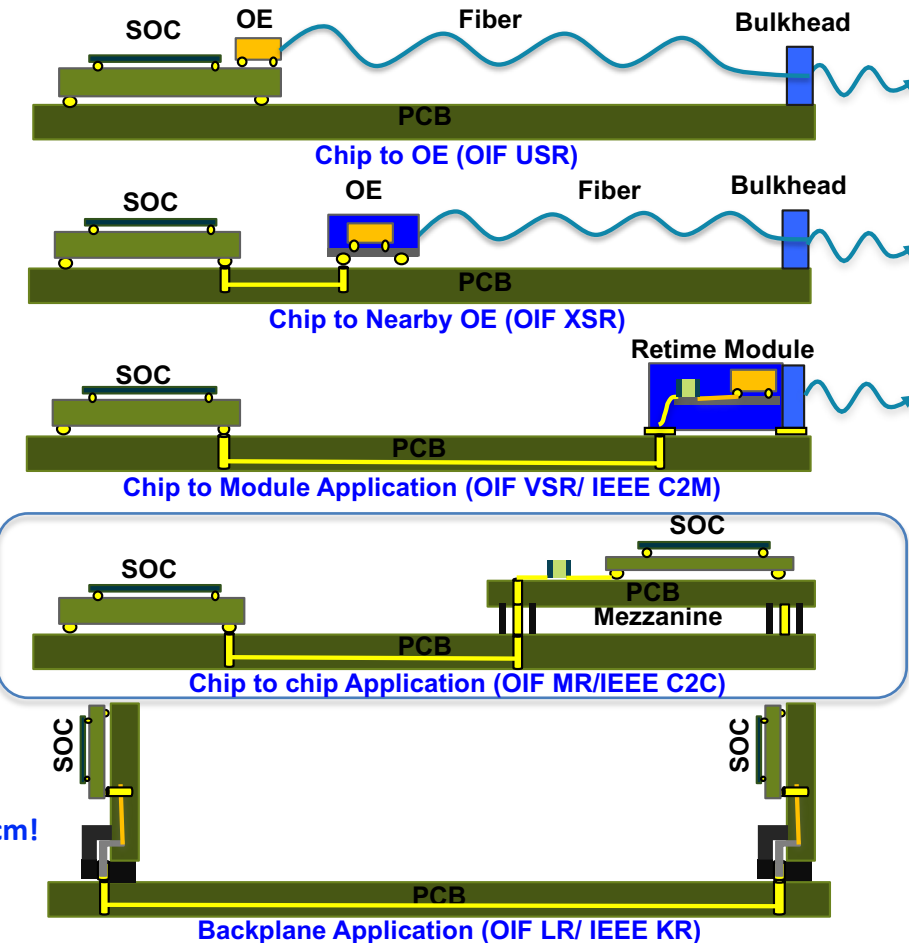 SOC OE Fiber Bulkhead
PCB
Chip to OE (OIF USR)
SOC OE Fiber Bulkhead
PCB
Chip to Nearby OE (OIF XSR)
Retime Module
SOC
PCB
Chip to Module Application (OIF VSR/ IEEE C2M)
SOC
SOC
PCB
Mezzanine
PCB
Chip to chip Application (OIF MR/IEEE C2C)
SOC SOC
cm!
PCB
Backplane Application (OIF LR/ IEEE KR)